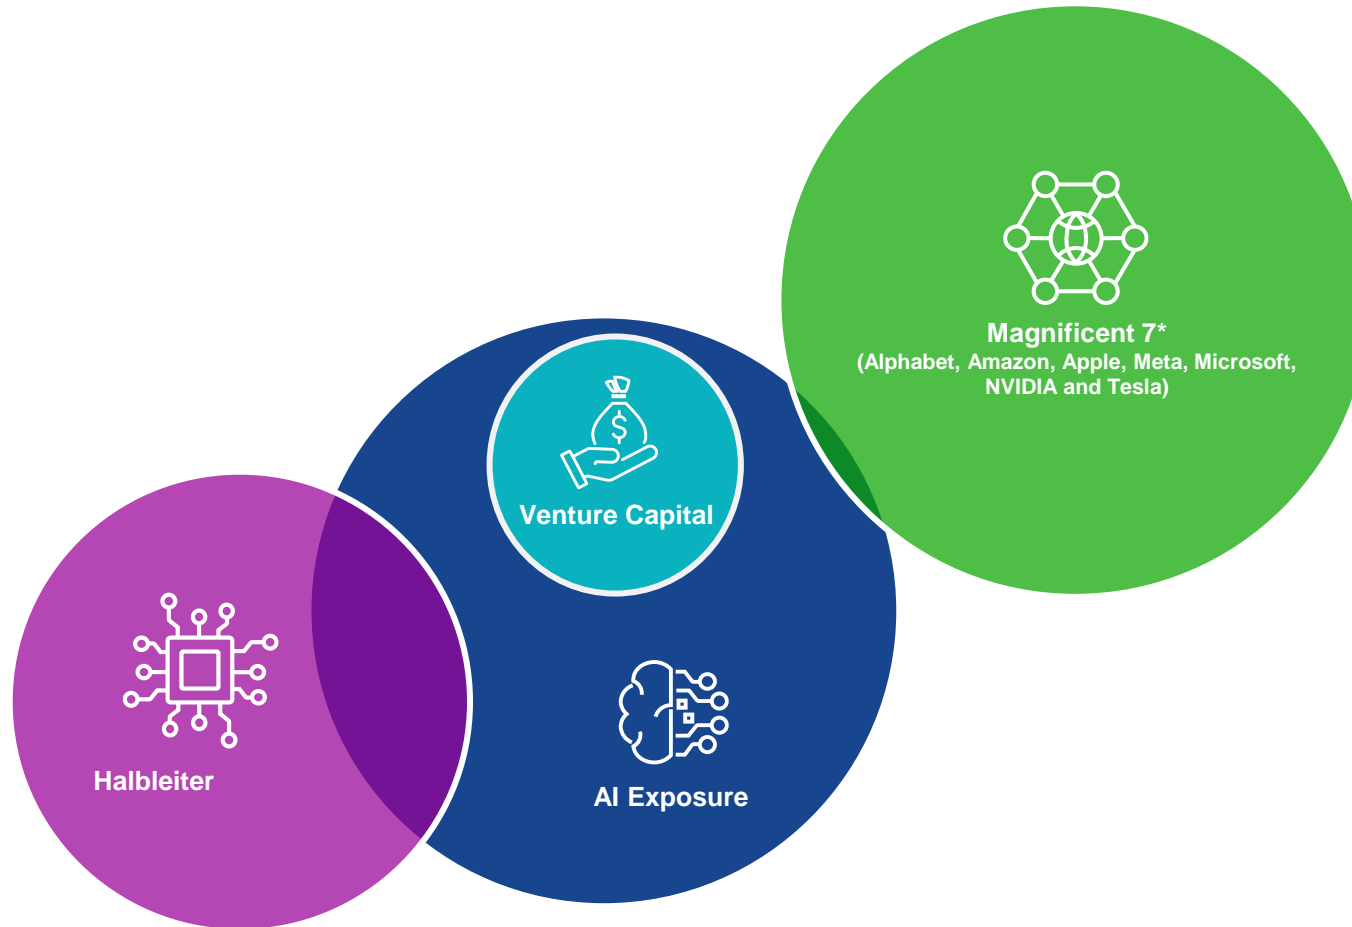 Magnificent 7*
(Alphabet, Amazon, Apple, Meta, Microsoft,
NVIDIA and Tesla)
$
Venture Capital
Halbleiter
AI Exposure